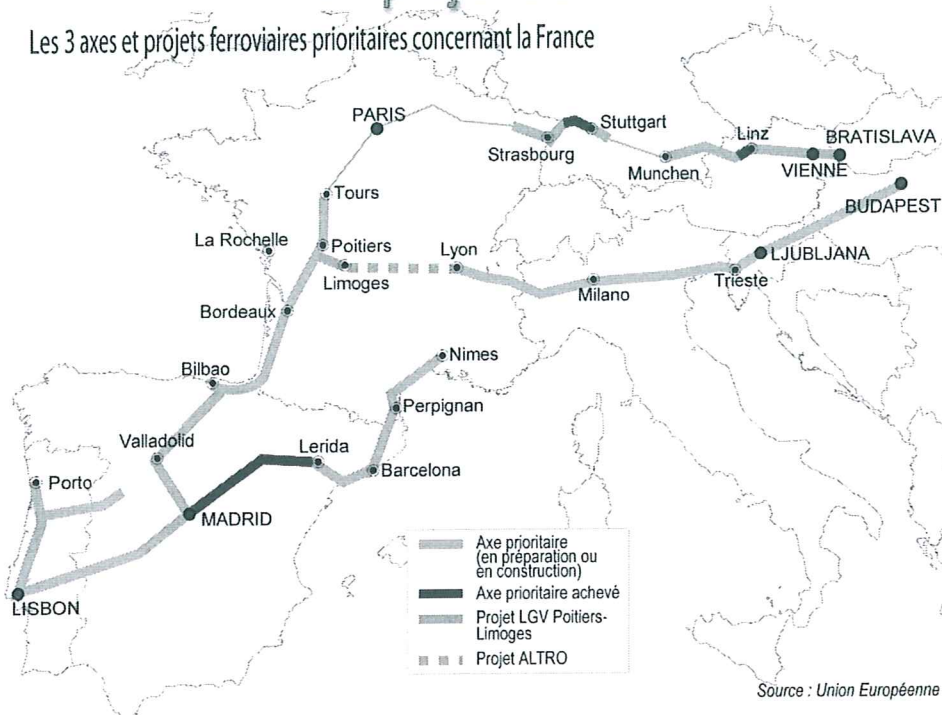 Les 3 axes et projets ferroviaires prioritaires concernant la France
PARIS
Stuttgart
Strasbourg
Munchen
Linz
BRATISLAVA
VIENNE
BUDAPEST
Tours
La Rochelle
Poitiers
Limoges
Lyon
LJUBLJANA
Trieste
Milano
Bordeaux
Nimes
Bilbao
Perpignan
Valladolid
Lerida
Barcelona
Porto
MADRID
LISBON
Axe prioritaire
(en préparation ou
en construction)
Axe prioritaire achevé
Projet LGV Poitiers-
Limoges
Projet ALTRO
Source : Union Européenne